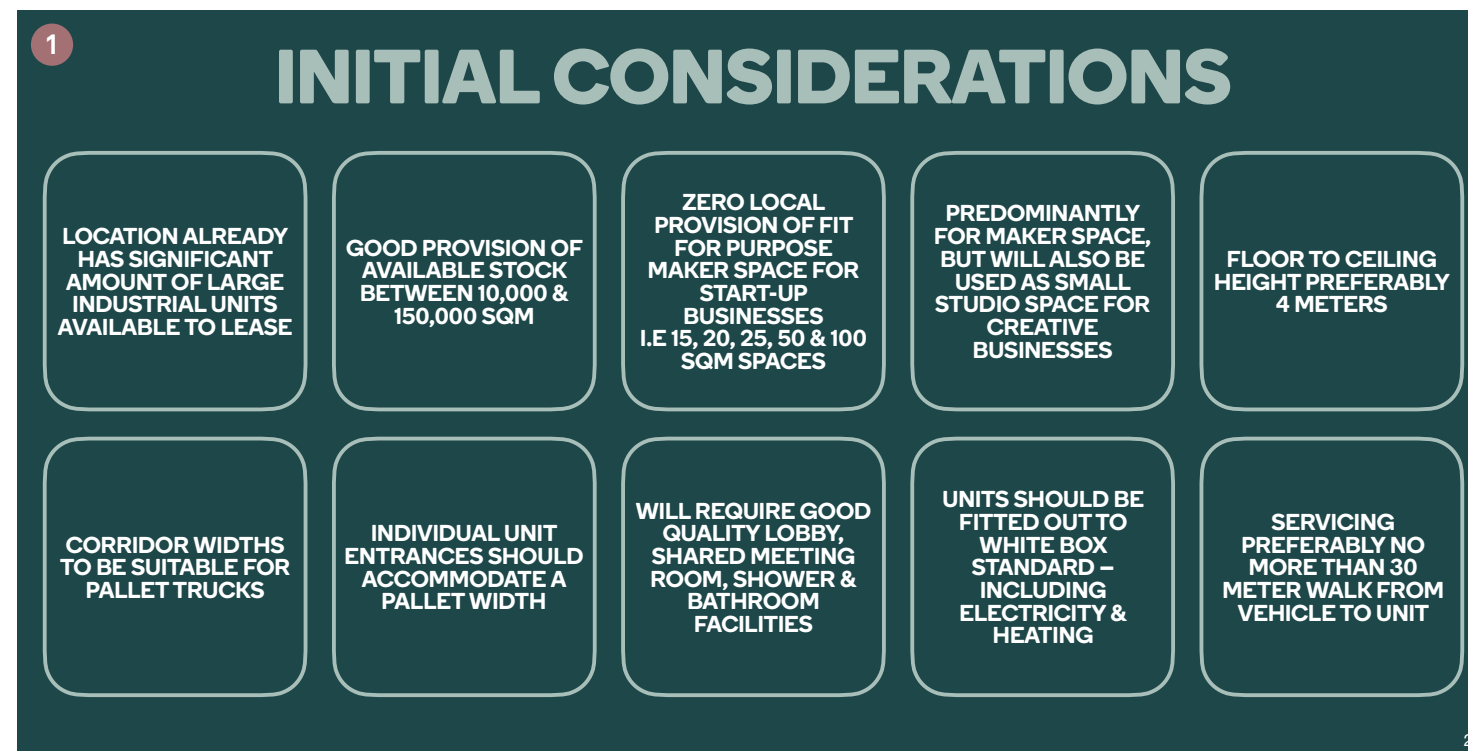 1
INITIAL CONSIDERATIONS
LOCATION ALREADY
HAS SIGNIFICANT
AMOUNT OF LARGE
INDUSTRIAL UNITS
AVAILABLE TO LEASE
GOOD PROVISION OF
AVAILABLE STOCK
BETWEEN 10,000 &
150,000 SQM
ZERO LOCAL
PROVISION OF FIT
FOR PURPOSE
MAKER SPACE FOR
START-UP
BUSINESSES
I.E 15, 20, 25, 50 & 100
SQM SPACES
PREDOMINANTLY
FOR MAKER SPACE,
BUT WILL ALSO BE
USED AS SMALL
STUDIO SPACE FOR
CREATIVE
BUSINESSES
FLOOR TO CEILING
HEIGHT PREFERABLY
4 METERS
CORRIDOR WIDTHS
TO BE SUITABLE FOR
PALLET TRUCKS
INDIVIDUAL UNIT
ENTRANCES SHOULD
ACCOMMODATE A
PALLET WIDTH
WILL REQUIRE GOOD
QUALITY LOBBY,
SHARED MEETING
ROOM, SHOWER &
BATHROOM
FACILITIES
UNITS SHOULD BE
FITTED OUT TO
WHITE BOX
STANDARD –
INCLUDING
ELECTRICITY &
HEATING
SERVICING
PREFERABLY NO
MORE THAN 30
METER WALK FROM
VEHICLE TO UNIT